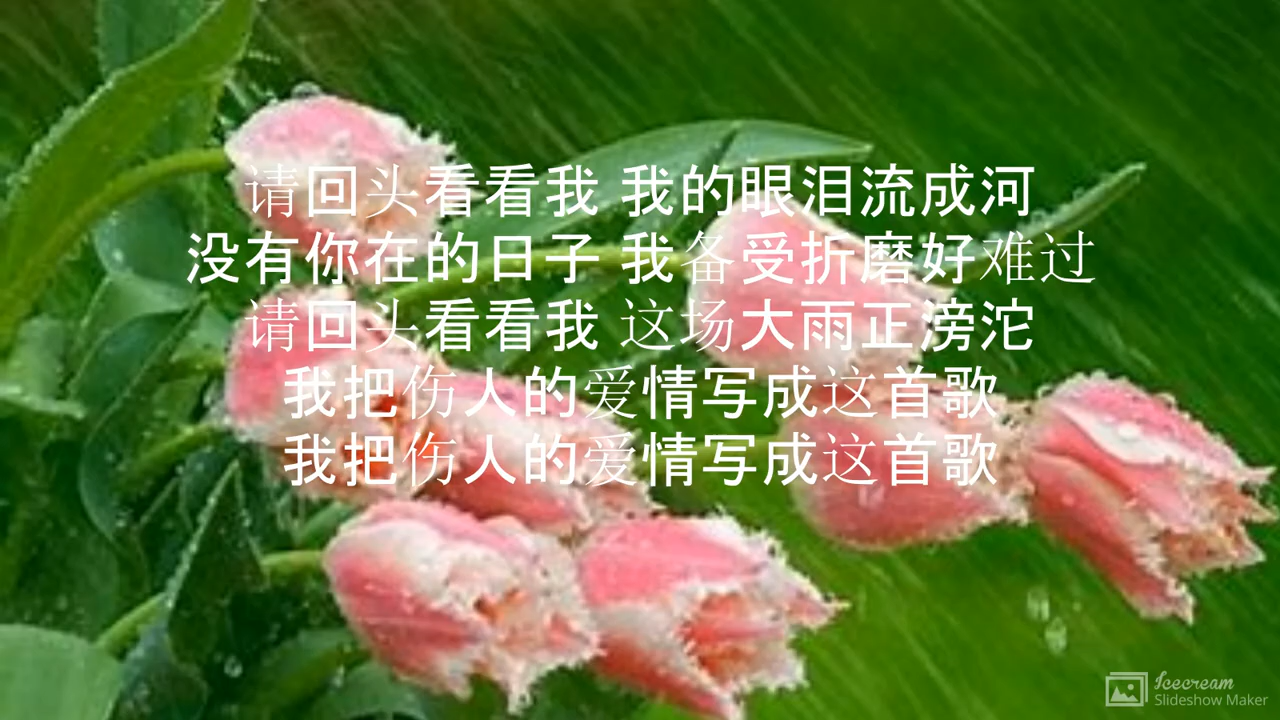 请回头看看我 我的眼泪流成河
没有你在的日子 我备受折磨好难过
请回头看看我 这场大雨正滂沱
我把伤人的爱情写成这首歌
我把伤人的爱情写成这首歌
Icecream
Slideshow Maker